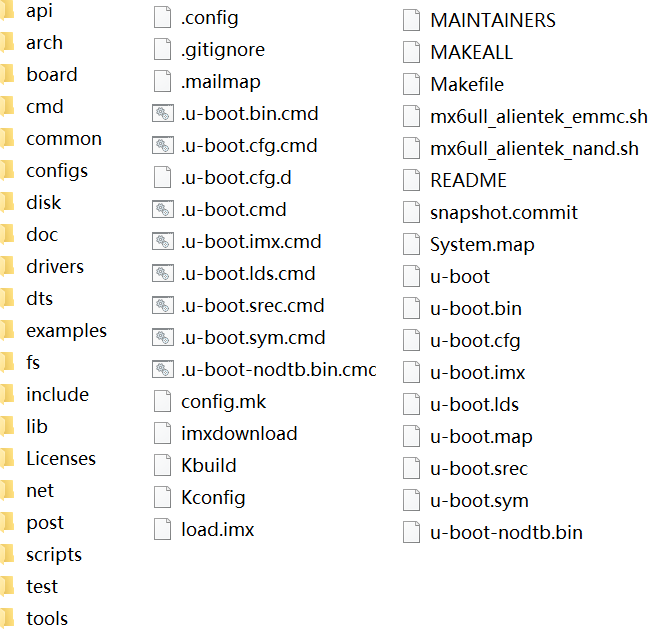 api
arch
board
cmd
common
configs
disk
doc
drivers
dts
examples
fs
include
lib
Licenses
net
post
scripts
test
tools
.config
.gitignore
.mailmap
.u-boot.bin.cmd
.u-boot.cfg.cmd
.u-boot.cfg.d
.u-boot.cmd
.u-boot.imx.cmd
.u-boot.lds.cmd
.u-boot.srec.cmd
.u-boot.sym.cmd
.u-boot-nodtb.bin.cmd
config.mk
imxdownload
Kbuild
Kconfig
load.imx
MAINTAINERS
MAKEALL
Makefile
mx6ull_alientek_emmc.sh
mx6ull_alientek_nand.sh
README
snapshot.commit
System.map
u-boot
u-boot.bin
u-boot.cfg
u-boot.imx
u-boot.lds
u-boot.map
u-boot.srec
u-boot.sym
u-boot-nodtb.bin